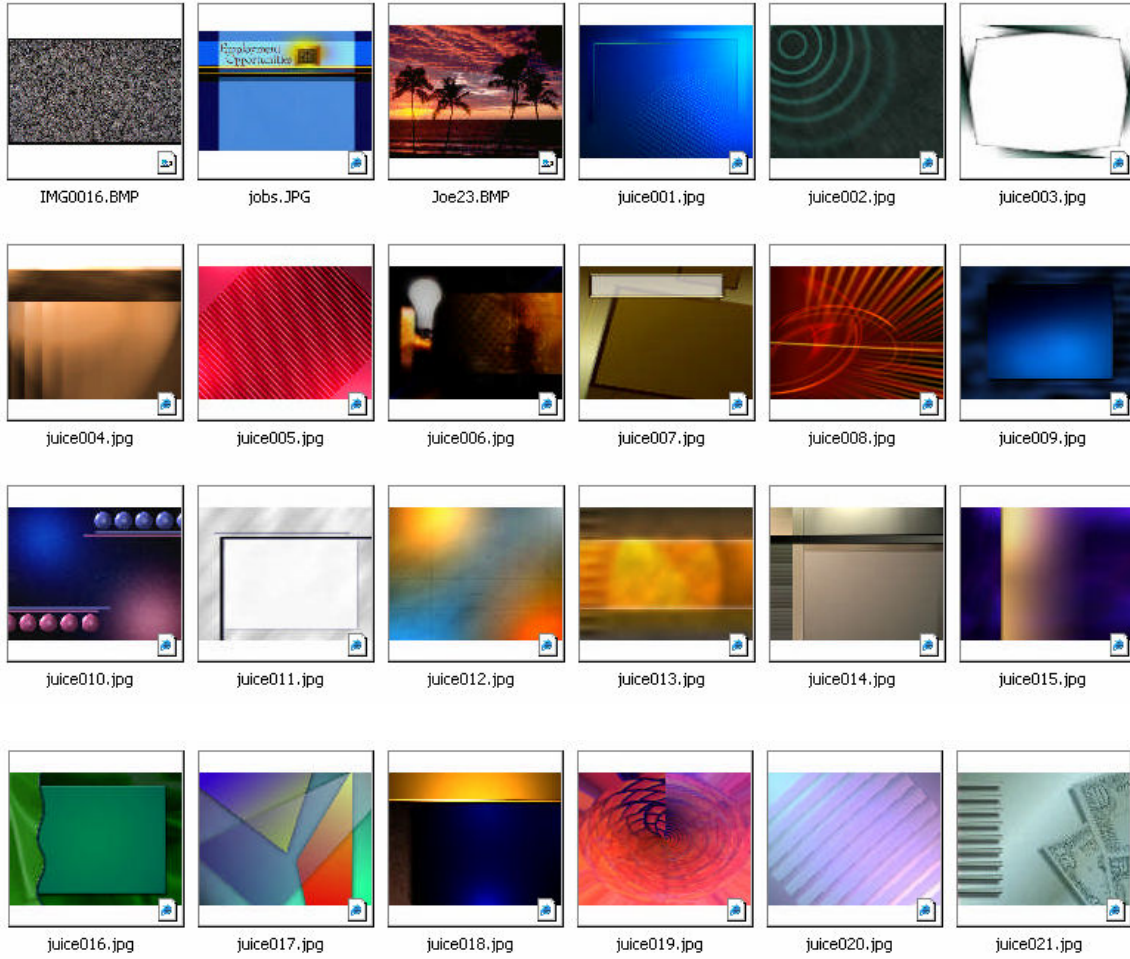 Employment
Opportunities
IMG0016.BMP
jobs.JPG
Joe23.BMP
juice001.jpg
juice002.jpg
juice003.jpg
juice004.jpg
juice005.jpg
juice006.jpg
juice007.jpg
juice008.jpg
juice009.jpg
juice010.jpg
juice011.jpg
juice012.jpg
juice013.jpg
juice014.jpg
juice015.jpg
juice016.jpg
juice017.jpg
juice018.jpg
juice019.jpg
juice020.jpg
juice021.jpg